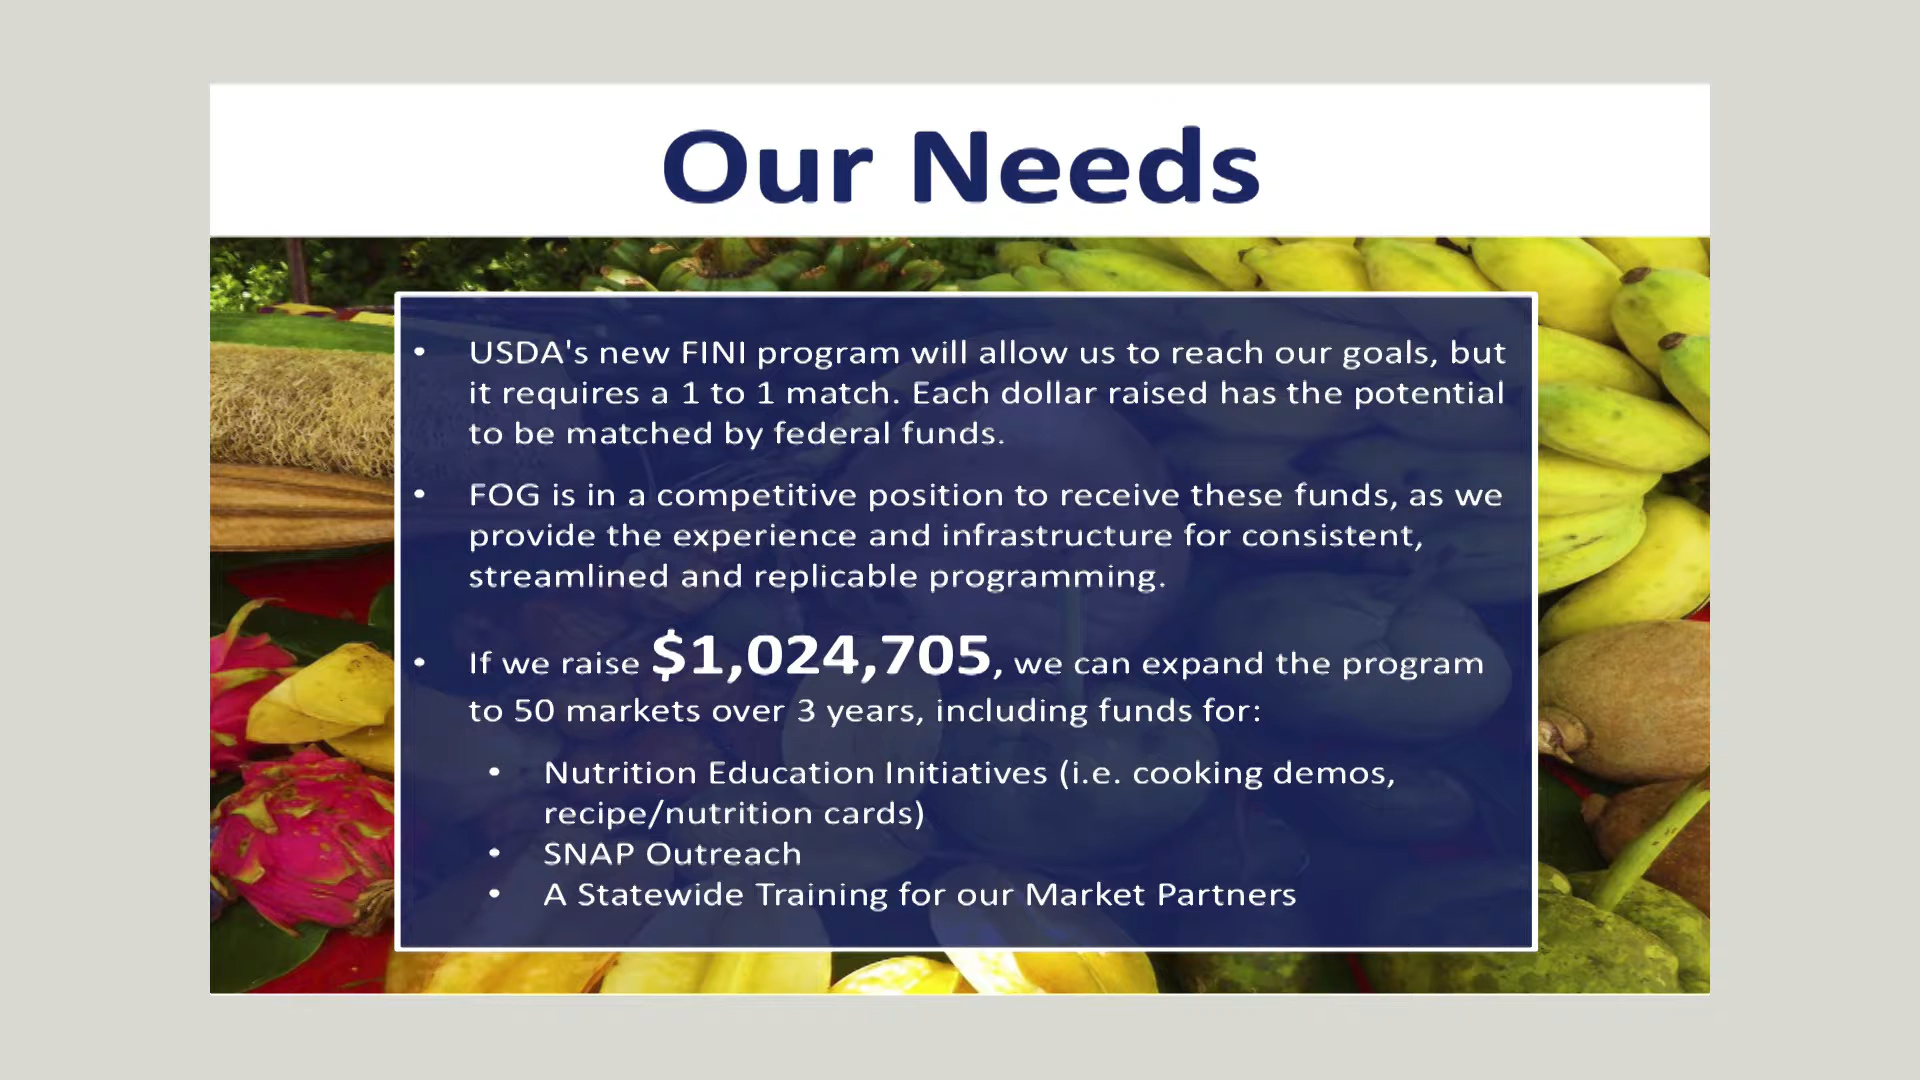 Our Needs
• USDA's new FINI program will allow us to reach our goals, but
it requires a 1 to 1 match. Each dollar raised has the potential
to be matched by federal funds.
• FOG is in a competitive position to receive these funds, as we
provide the experience and infrastructure for consistent,
streamlined and replicable programming.
• If we raise $1,024,705, we can expand the program
to 50 markets over 3 years, including funds for:
• Nutrition Education Initiatives (i.e. cooking demos,
recipe/nutrition cards)
• SNAP Outreach
• A Statewide Training for our Market Partners